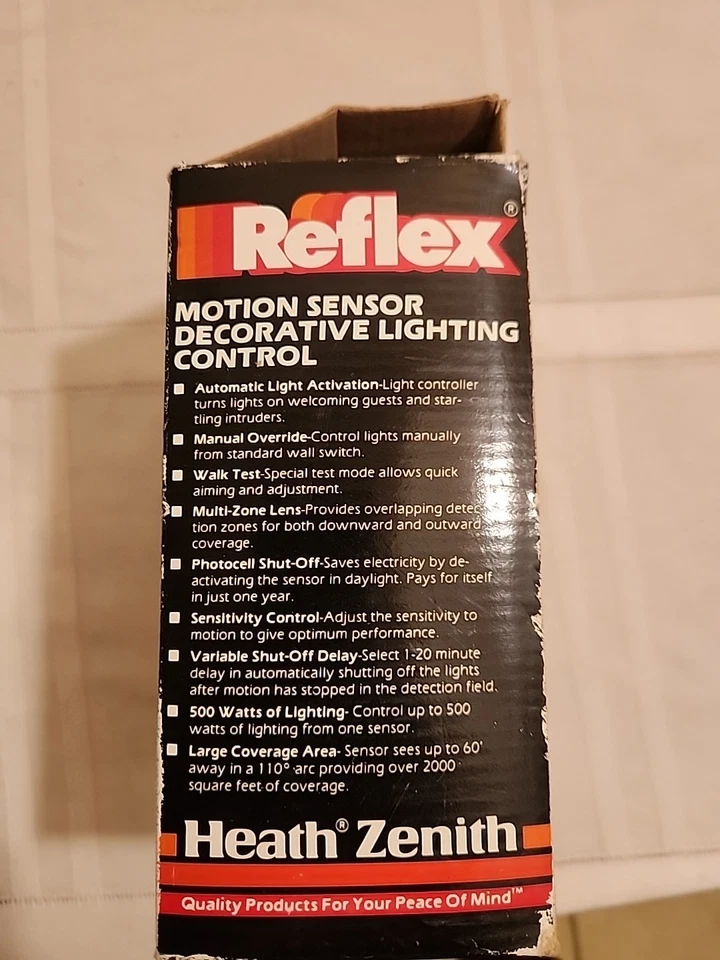 Reflex®
MOTION SENSOR
DECORATIVE LIGHTING
CONTROL
Automatic Light Activation-Light controller
turns lights on welcoming guests and star-
tling intruders.
Manual Override-Control lights manually
from standard wall switch.
Walk Test-Special test mode allows quick
aiming and adjustment.
Multi-Zone Lens-Provides overlapping detec-
tion zones for both downward and outward
coverage.
Photocell Shut-Off-Saves electricity by de-
activating the sensor in daylight. Pays for itself
in just one year.
Sensitivity Control-Adjust the sensitivity to
motion to give optimum performance.
Variable Shut-Off Delay-Select 1-20 minute
delay in automatically shutting off the lights
after motion has stopped in the detection field.
500 Watts of Lighting- Control up to 500
watts of lighting from one sensor.
Large Coverage Area- Sensor sees up to 60'
away in a 110° arc providing over 2000
square feet of coverage.
Heath® Zenith
Quality Products For Your Peace Of Mind™